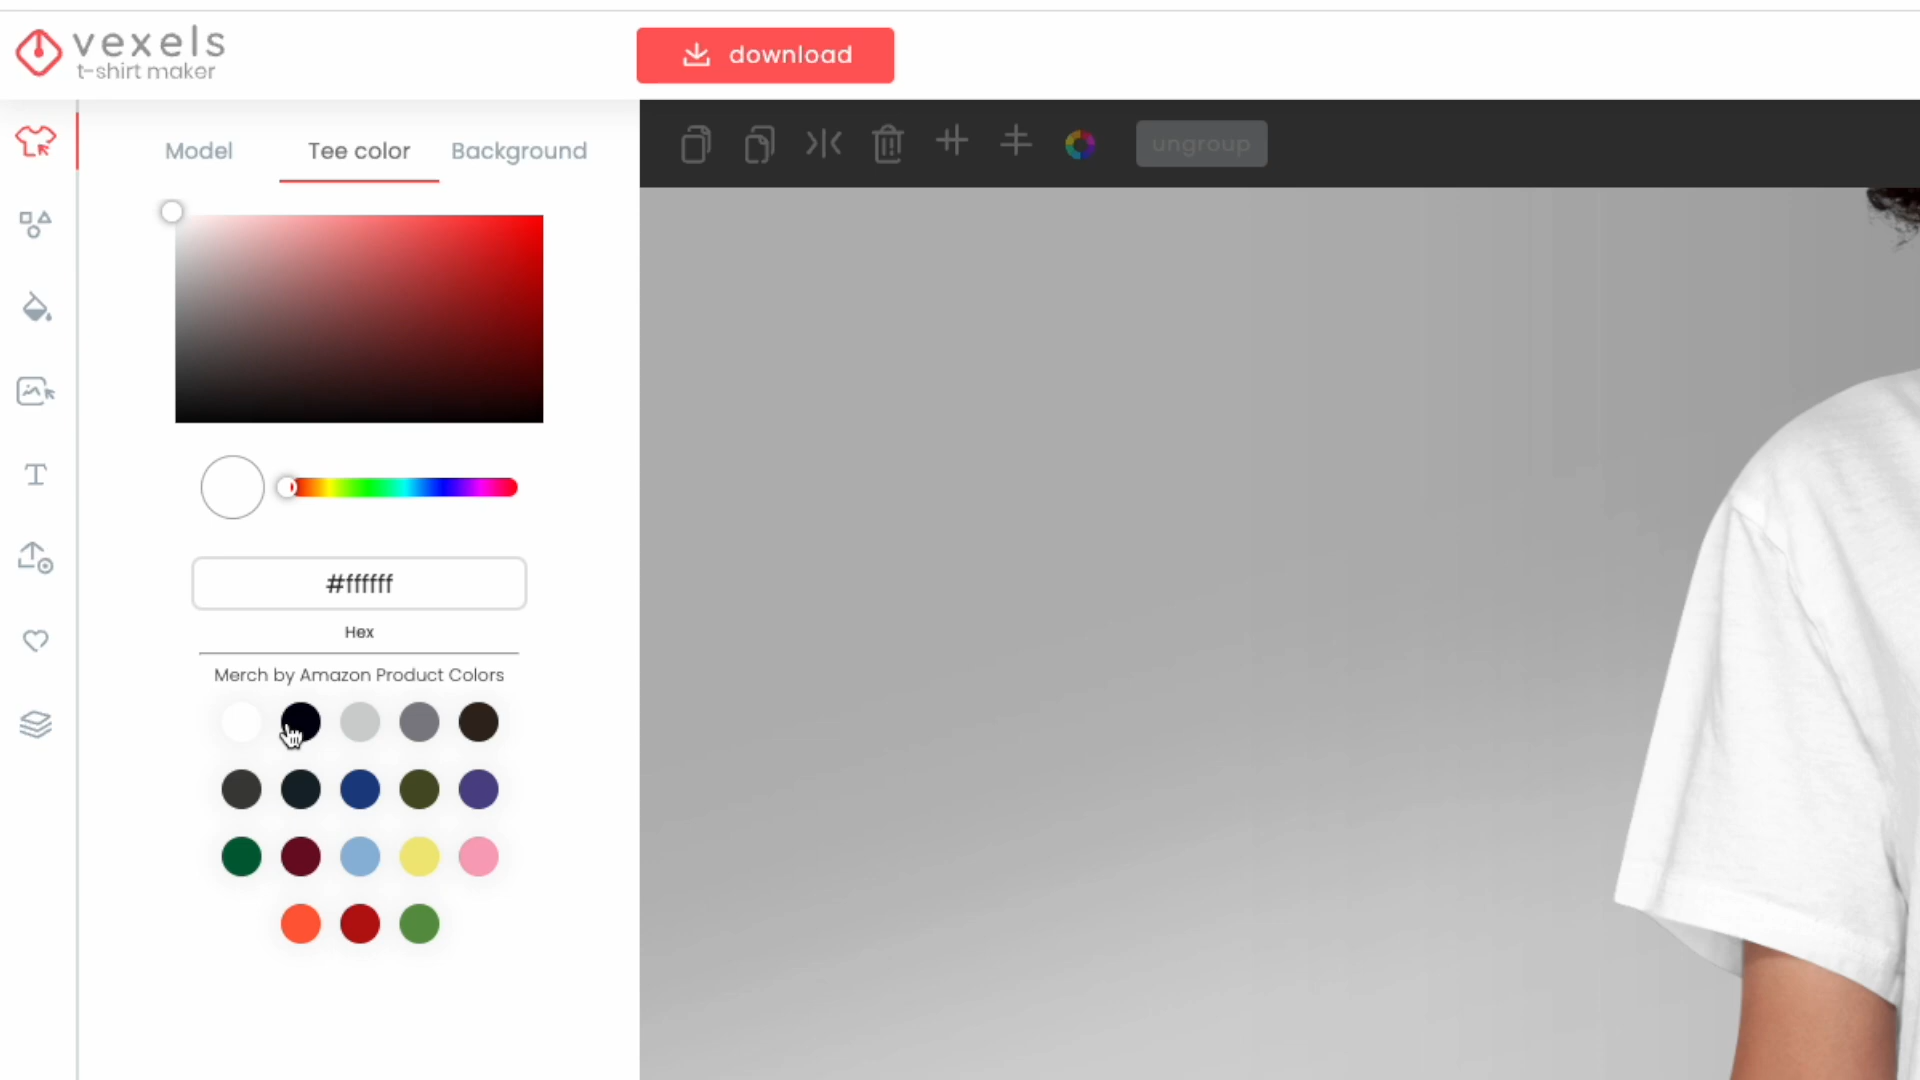 vexels
t-shirt maker
download
Model
Tee color
Background
ungroup
#ffffff
Hex
Merch by Amazon Product Colors